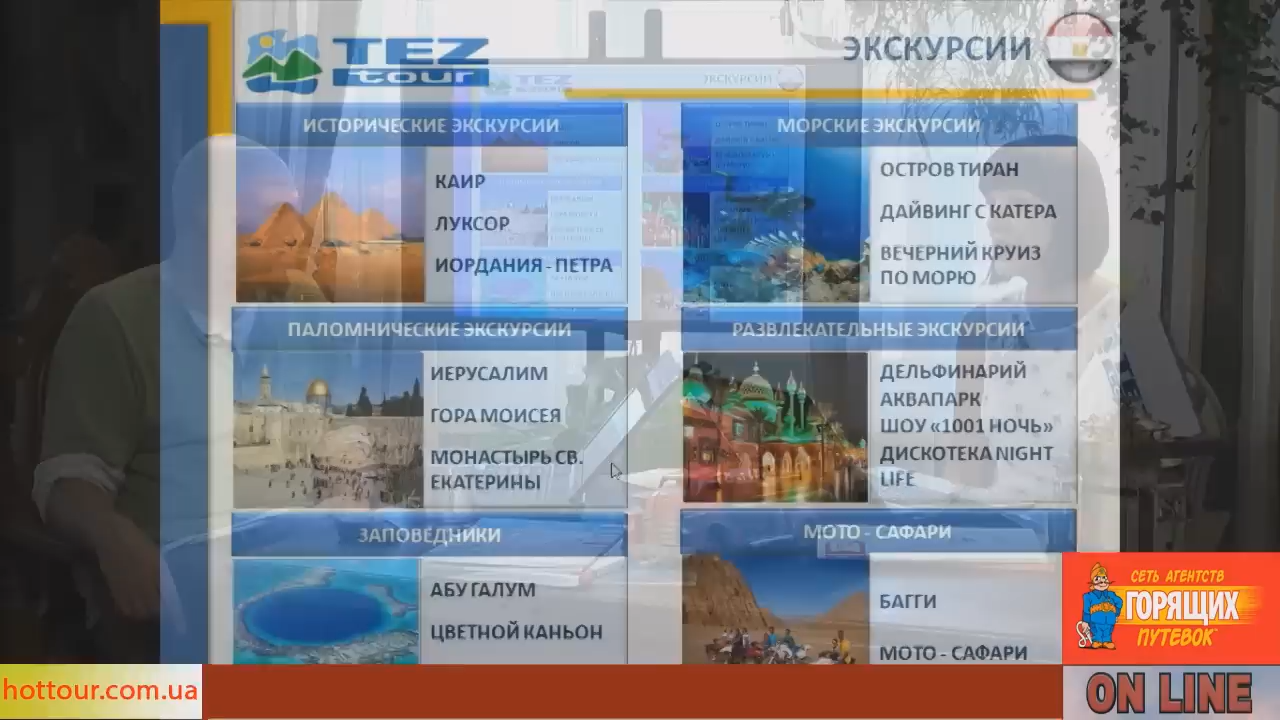 TEZ
tour
ЭКСКУРСИИ
ИСТОРИЧЕСКИЕ ЭКСКУРСИИ
КАИР
ЛУКСОР
ИОРДАНИЯ - ПЕТРА
МОРСКИЕ ЭКСКУРСИИ
ОСТРОВ ТИРАН
ДАЙВИНГ С КАТЕРА
ВЕЧЕРНИЙ КРУИЗ
ПО МОРЮ
ПАЛОМНИЧЕСКИЕ ЭКСКУРСИИ
ИЕРУСАЛИМ
ГОРА МОИСЕЯ
МОНАСТЫРЬ СВ.
ЕКАТЕРИНЫ
РАЗВЛЕКАТЕЛЬНЫЕ ЭКСКУРСИИ
ДЕЛЬФИНАРИЙ
АКВАПАРК
ШОУ «1001 НОЧЬ»
ДИСКОТЕКА NIGHT
LIFE
ЗАПОВЕДНИКИ
АБУ ГАЛУМ
ЦВЕТНОЙ КАНЬОН
МОТО - САФАРИ
БАГГИ
МОТО - САФАРИ
СЕТЬ АГЕНТСТВ
ГОРЯЩИХ
ПУТЕВОК
hottour.com.ua
ON LINE